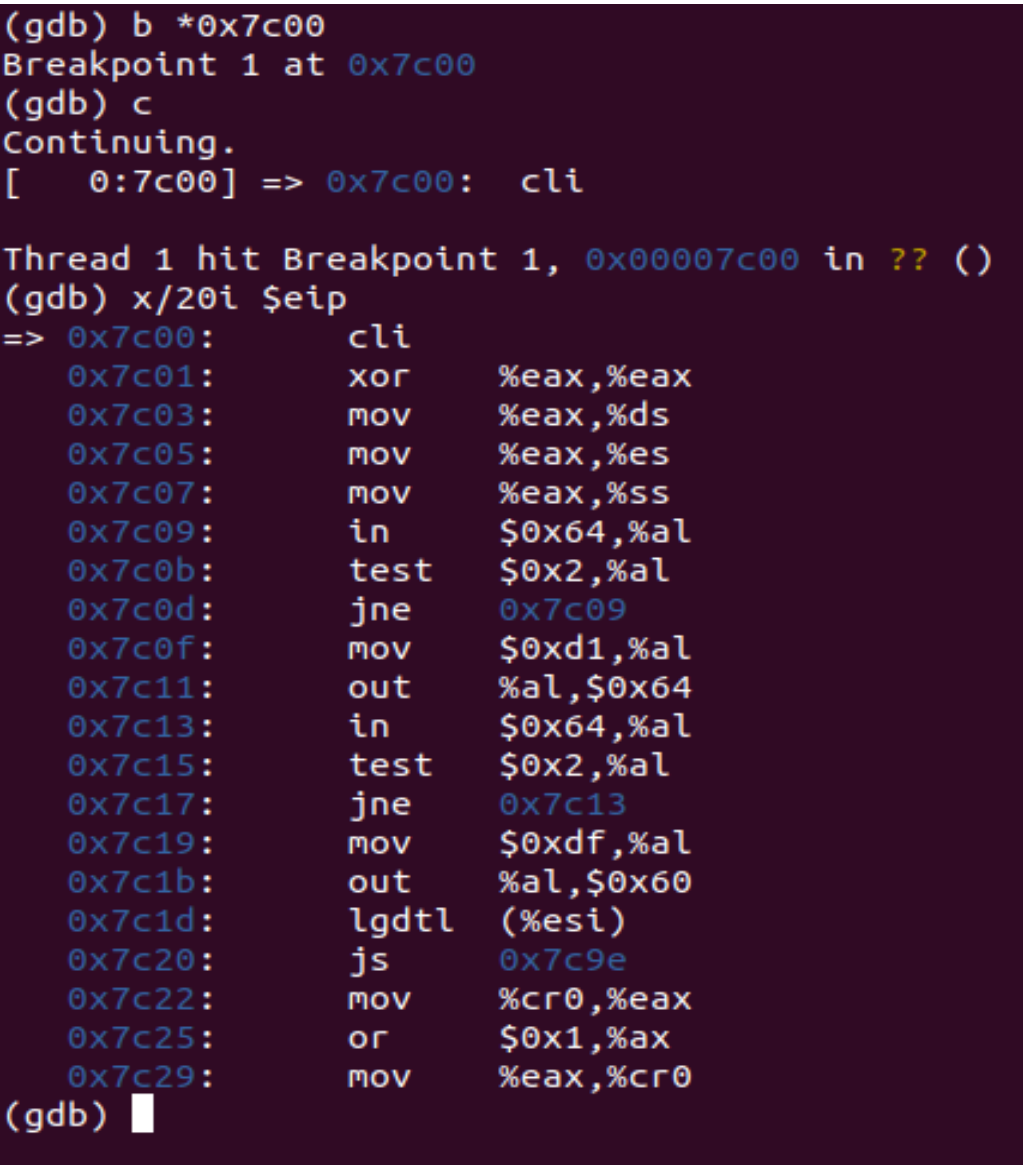 (gdb) b *0x7c00
Breakpoint 1 at 0x7c00
(gdb) c
Continuing.
[   0:7c00] => 0x7c00:  cli
Thread 1 hit Breakpoint 1, 0x00007c00 in ?? ()
(gdb) x/20i $eip
=> 0x7c00:      cli
   0x7c01:      xor    %eax,%eax
   0x7c03:      mov    %eax,%ds
   0x7c05:      mov    %eax,%es
   0x7c07:      mov    %eax,%ss
   0x7c09:      in     $0x64,%al
   0x7c0b:      test   $0x2,%al
   0x7c0d:      jne    0x7c09
   0x7c0f:      mov    $0xd1,%al
   0x7c11:      out    %al,$0x64
   0x7c13:      in     $0x64,%al
   0x7c15:      test   $0x2,%al
   0x7c17:      jne    0x7c13
   0x7c19:      mov    $0xdf,%al
   0x7c1b:      out    %al,$0x60
   0x7c1d:      lgdtl  (%esi)
   0x7c20:      js     0x7c9e
   0x7c22:      mov    %cr0,%eax
   0x7c25:      or     $0x1,%ax
   0x7c29:      mov    %eax,%cr0
(gdb)